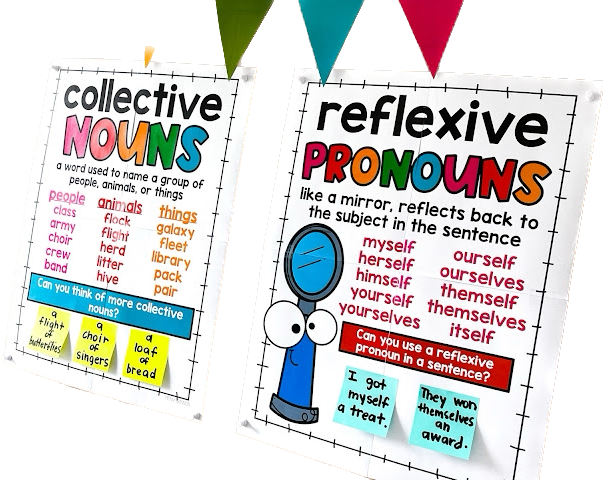 collective
NOUNS
a word used to name a group of
people, animals, or things
people animals things
class flock galaxy
army flight fleet
choir herd library
crew litter pack
band hive pair
Can you think of more collective
nouns?
a
flight
of
butterflies
a
choir
of
singers
a
loaf
of
bread
reflexive
PRONOUNS
like a mirror, reflects back to
the subject in the sentence
myself ourself
herself ourselves
himself themself
yourself themselves
yourselves itself
Can you use a reflexive
pronoun in a sentence?
I got
myself
a treat.
They won
themselves
an
award.